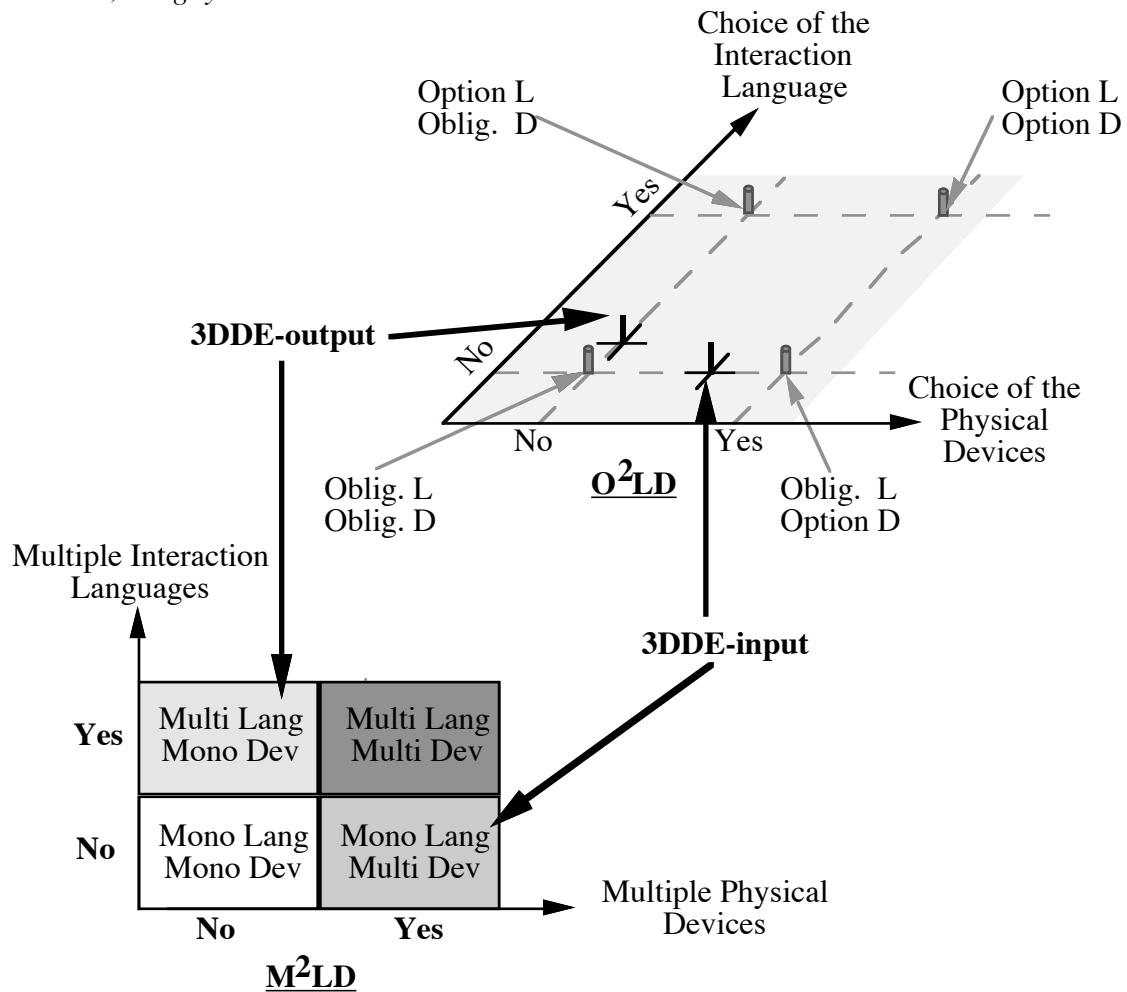 Choice of the
Interaction
Language
Option L
Oblig. D
Option L
Option D
Yes
3DDE-output
No
Choice of the
Physical
Devices
No
Yes
O²LD
Oblig. L
Oblig. D
Oblig. L
Option D
Multiple Interaction
Languages
3DDE-input
Yes
Multi Lang
Mono Dev
Multi Lang
Multi Dev
No
Mono Lang
Mono Dev
Mono Lang
Multi Dev
Multiple Physical
Devices
No
Yes
M²LD